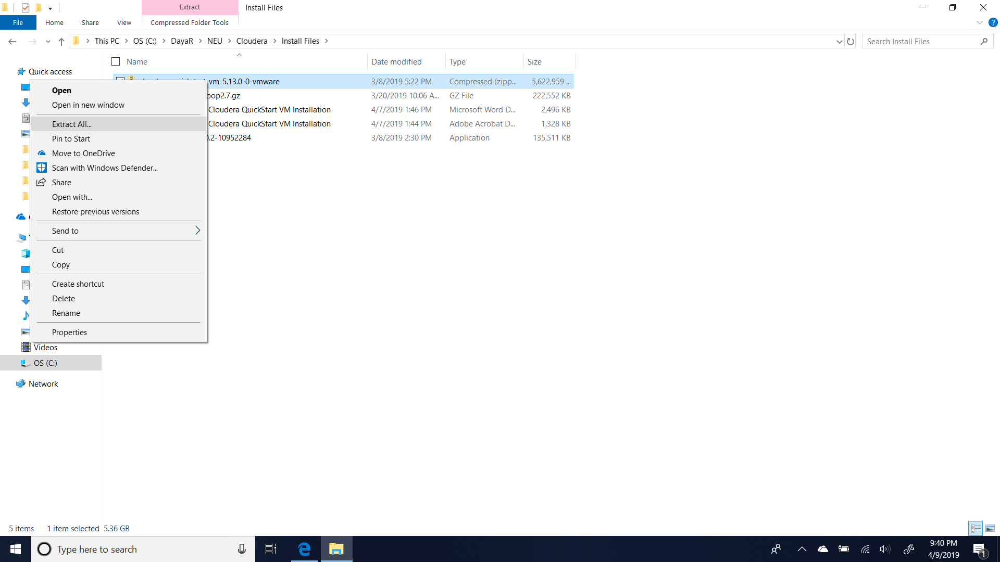 Extract
Install Files
File
Home
Share
View
Compressed Folder Tools
This PC > OS (C:) > DayaR > NEU > Cloudera > Install Files >
Search Install Files
Name
Date modified
Type
Size
Quick access
-vm-5.13.0-0-vmware
3/8/2019 5:22 PM
Compressed (zipp...
5,622,959 ...
oop2.7.gz
3/20/2019 10:06 A...
GZ File
222,552 KB
Cloudera QuickStart VM Installation
4/7/2019 1:46 PM
Microsoft Word D...
2,496 KB
Cloudera QuickStart VM Installation
4/7/2019 1:44 PM
Adobe Acrobat D...
1,328 KB
0.2-10952284
3/8/2019 2:30 PM
Application
135,511 KB
Open
Open in new window
Extract All...
Pin to Start
Move to OneDrive
Scan with Windows Defender...
Share
Open with...
Restore previous versions
Send to
Cut
Copy
Create shortcut
Delete
Rename
Properties
Videos
OS (C:)
Network
5 items
1 item selected 5.36 GB
Type here to search
9:40 PM
4/9/2019
1